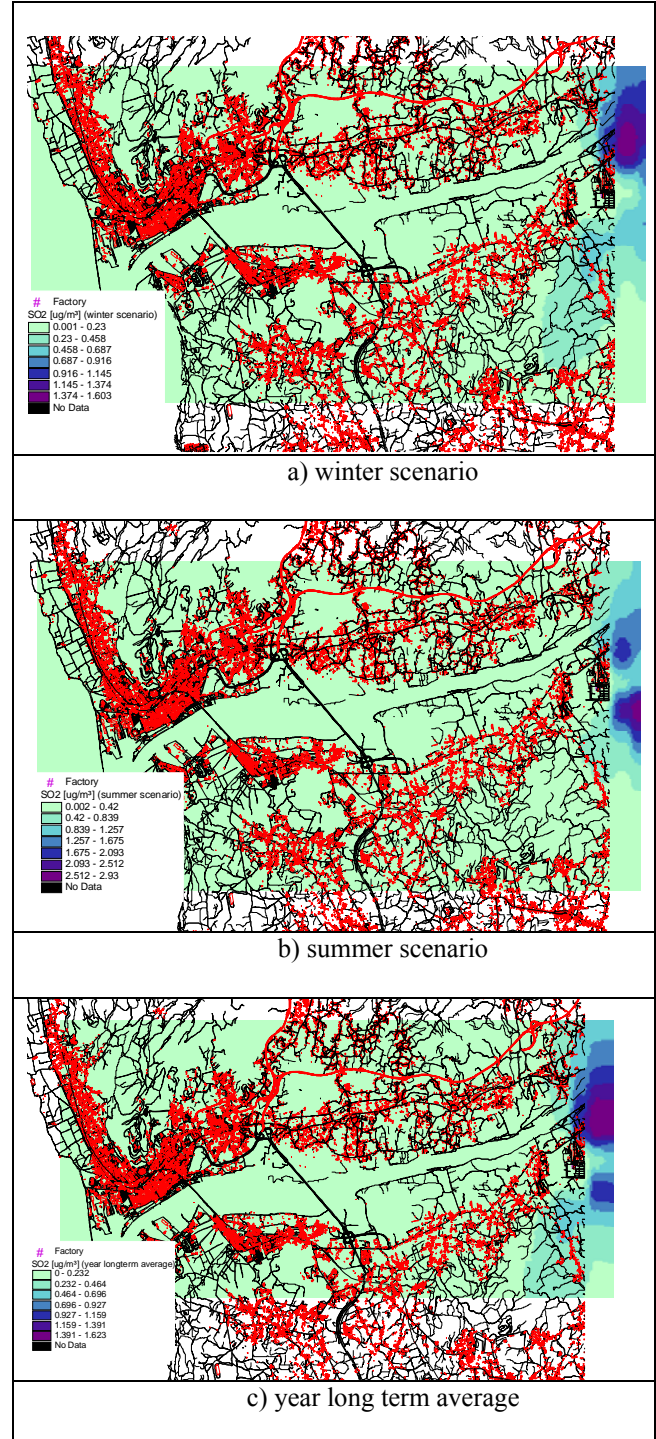 # Factory
SO2 [ug/m³] (winter scenario)
0.001 - 0.23
0.23 - 0.458
0.458 - 0.687
0.687 - 0.916
0.916 - 1.145
1.145 - 1.374
1.374 - 1.603
No Data
a) winter scenario
# Factory
SO2 [ug/m³] (summer scenario)
0.002 - 0.42
0.42 - 0.839
0.839 - 1.257
1.257 - 1.675
1.675 - 2.093
2.093 - 2.512
2.512 - 2.93
No Data
b) summer scenario
# Factory
SO2 [ug/m³] (year longterm average)
0 - 0.232
0.232 - 0.464
0.464 - 0.696
0.696 - 0.927
0.927 - 1.159
1.159 - 1.391
1.391 - 1.623
No Data
c) year long term average